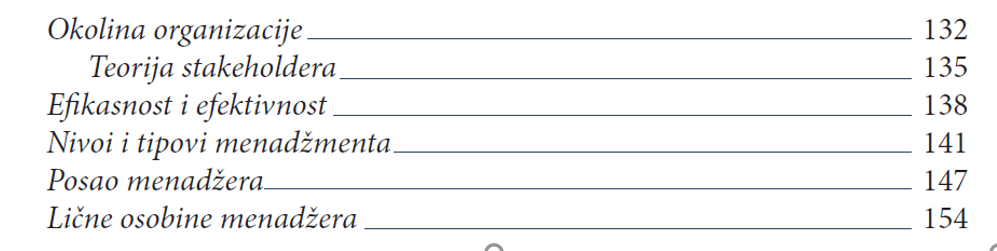 Okolina organizacije 132
Teorija stakeholdera 135
Efikasnost i efektivnost 138
Nivoi i tipovi menadžmenta 141
Posao menadžera 147
Lične osobine menadžera 154